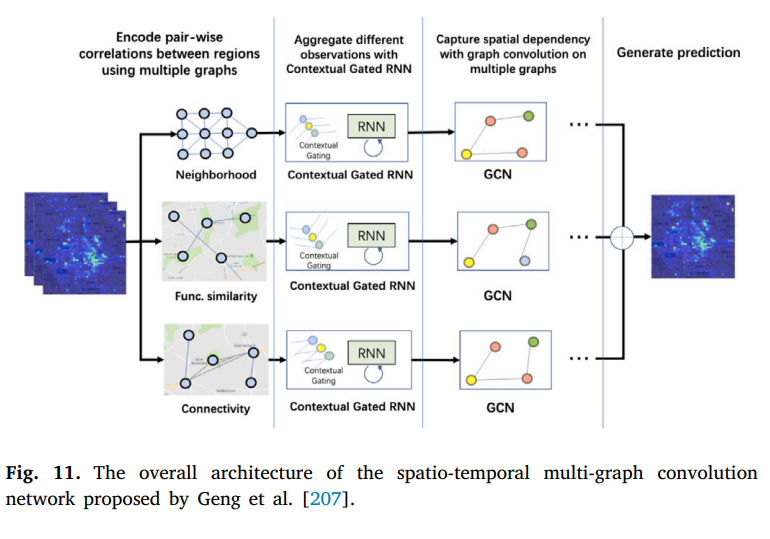 Encode pair-wise
correlations between regions
using multiple graphs
Aggregate different
observations with
Contextual Gated RNN
Capture spatial dependency
with graph convolution on
multiple graphs
Generate prediction
Neighborhood
Contextual
Gating
RNN
Contextual Gated RNN
GCN
...
Func. similarity
Contextual
Gating
RNN
Contextual Gated RNN
GCN
...
Connectivity
Contextual
Gating
RNN
Contextual Gated RNN
GCN
...
Fig. 11. The overall architecture of the spatio-temporal multi-graph convolution
network proposed by Geng et al. [207].